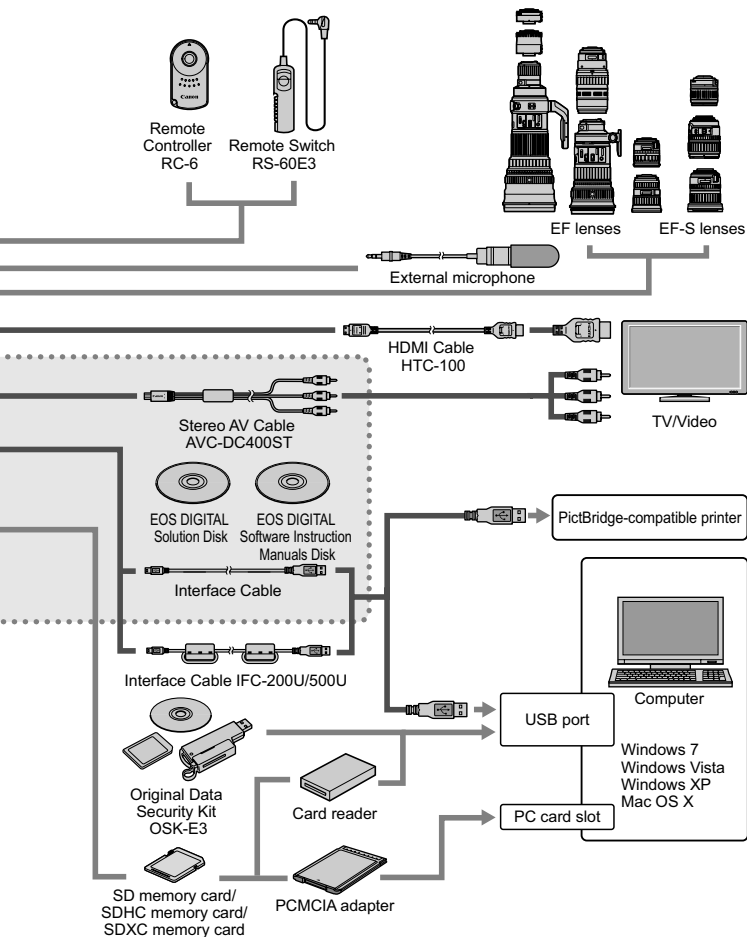 Canon
Remote
Controller
RC-6
Remote Switch
RS-60E3
EF lenses
EF-S lenses
External microphone
HDMI Cable
HTC-100
TV/Video
Stereo AV Cable
AVC-DC400ST
EOS DIGITAL
Solution Disk
EOS DIGITAL
Software Instruction
Manuals Disk
PictBridge-compatible printer
Interface Cable
Interface Cable IFC-200U/500U
Computer
USB port
Windows 7
Windows Vista
Windows XP
Mac OS X
Original Data
Security Kit
OSK-E3
Card reader
PC card slot
SD memory card/
SDHC memory card/
SDXC memory card
PCMCIA adapter